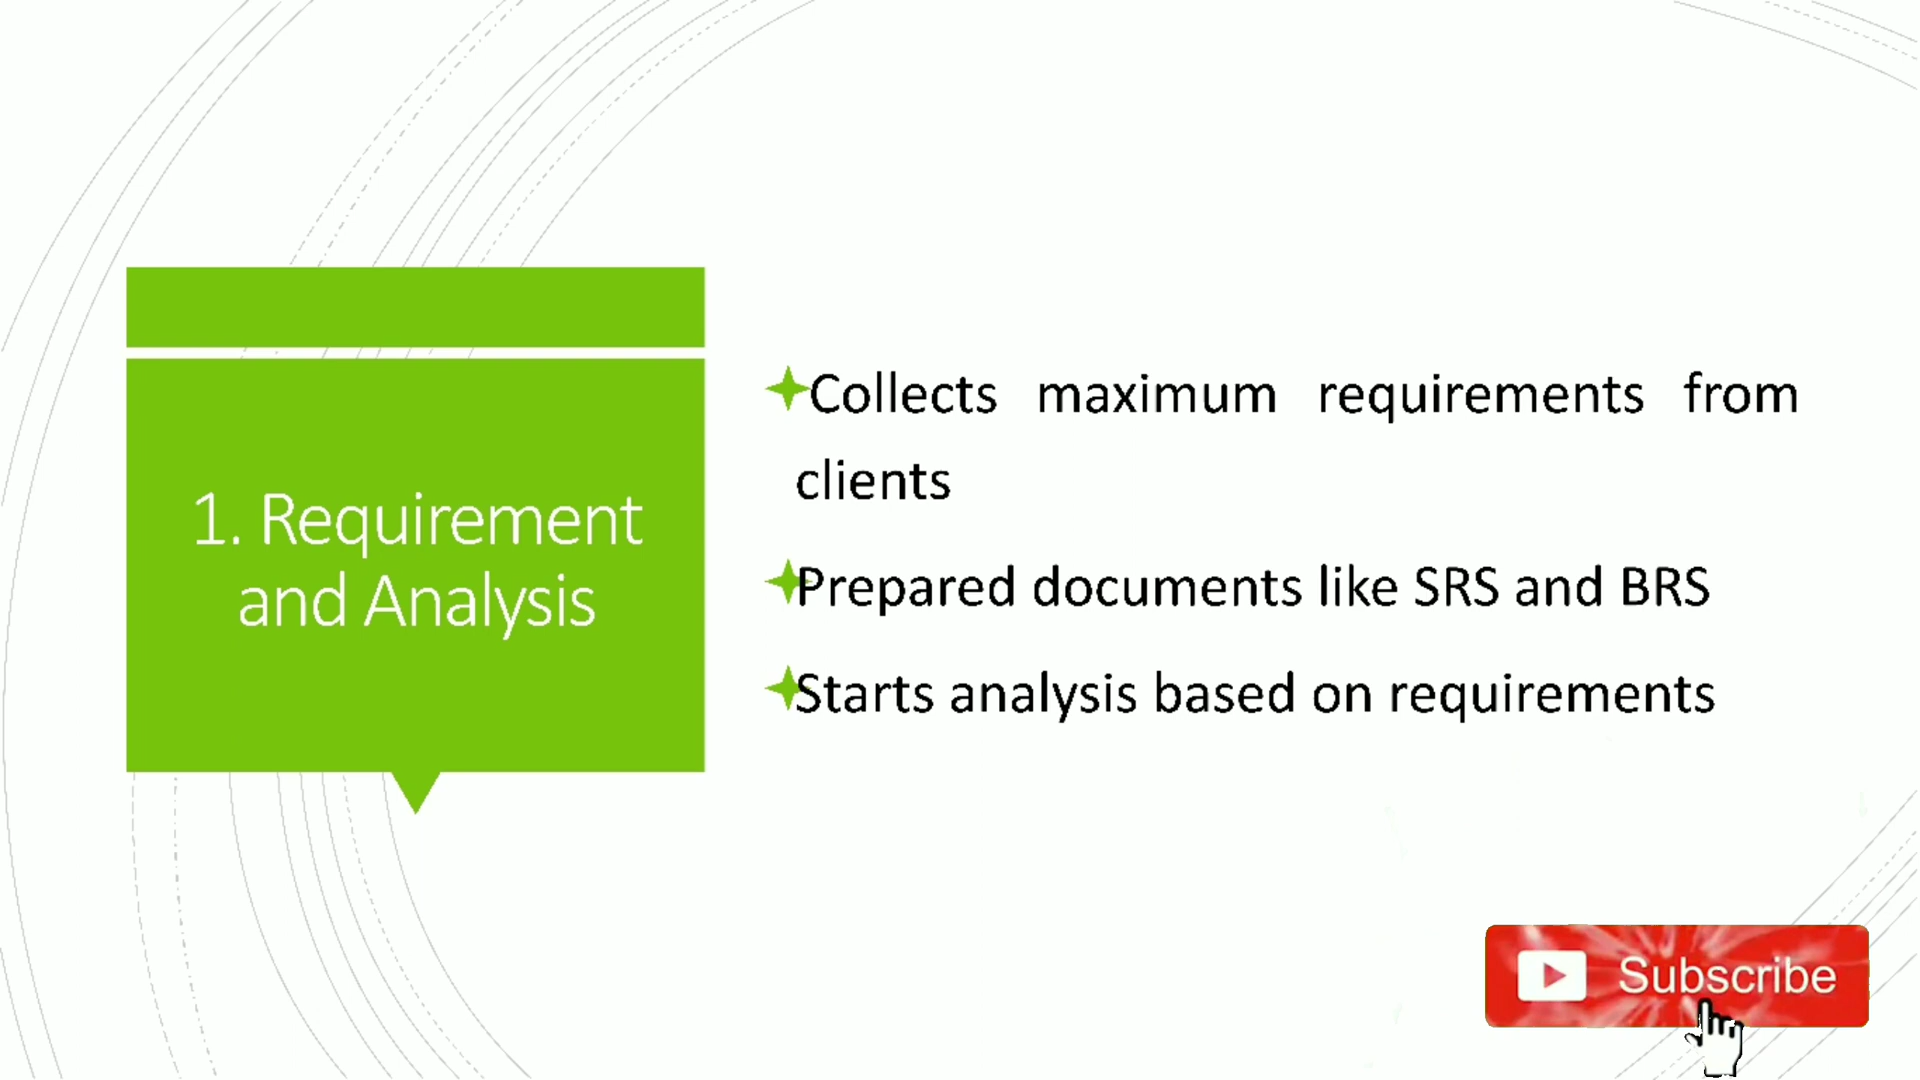 1. Requirement
and Analysis
Collects maximum requirements from
clients
Prepared documents like SRS and BRS
Starts analysis based on requirements
Subscribe